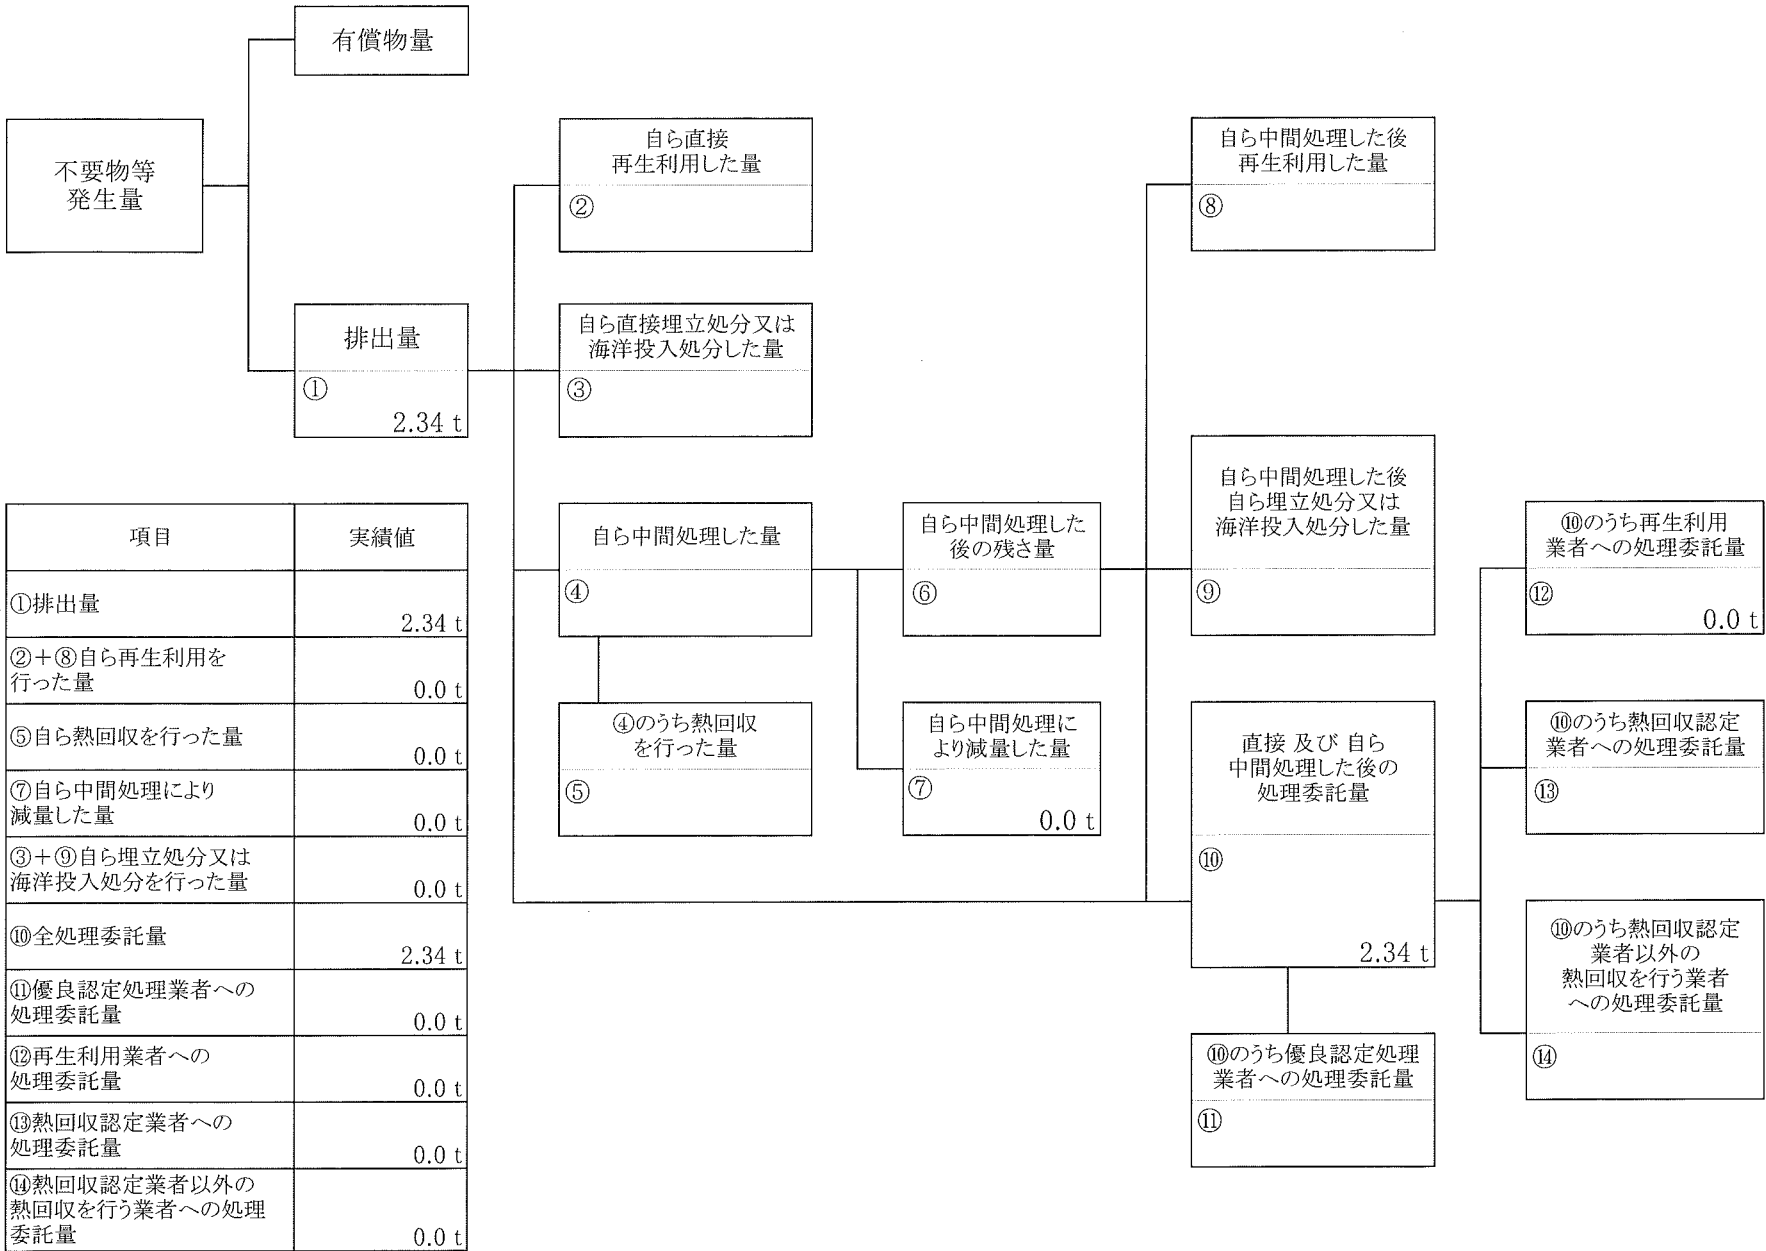 有償物量
不要物等
発生量
排出量
①
2.34 t
自ら直接
再生利用した量
②
自ら直接埋立処分又は
海洋投入処分した量
③
自ら中間処理した量
④
④のうち熱回収
を行った量
⑤
自ら中間処理した
後の残さ量
⑥
自ら中間処理に
より減量した量
⑦
0.0 t
自ら中間処理した後
再生利用した量
⑧
自ら中間処理した後
自ら埋立処分又は
海洋投入処分した量
⑨
直接 及び 自ら
中間処理した後の
処理委託量
⑩
2.34 t
⑩のうち優良認定処理
業者への処理委託量
⑪
⑩のうち再生利用
業者への処理委託量
⑫
0.0 t
⑩のうち熱回収認定
業者への処理委託量
⑬
⑩のうち熱回収認定
業者以外の
熱回収を行う業者
への処理委託量
⑭
項目 実績値
①排出量
2.34 t
②+⑧自ら再生利用を
行った量
0.0 t
⑤自ら熱回収を行った量
0.0 t
⑦自ら中間処理により
減量した量
0.0 t
③+⑨自ら埋立処分又は
海洋投入処分を行った量
0.0 t
⑩全処理委託量
2.34 t
⑪優良認定処理業者への
処理委託量
0.0 t
⑫再生利用業者への
処理委託量
0.0 t
⑬熱回収認定業者への
処理委託量
0.0 t
⑭熱回収認定業者以外の
熱回収を行う業者への処理
委託量
0.0 t